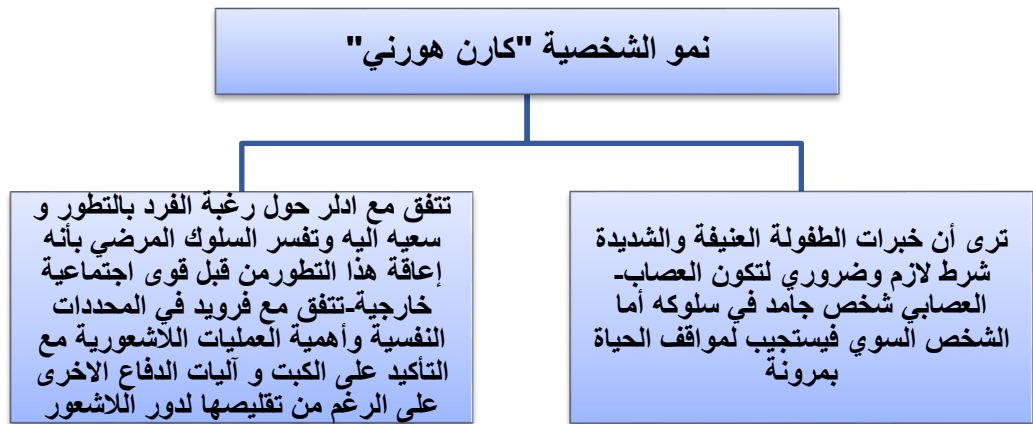 نمو الشخصية "كارن هورني"
ترى أن خبرات الطفولة العنيفة والشديدة
شرط لازم وضروري لتكون العصاب-
العصابي شخص جامد في سلوكه أما
الشخص السوي فيستجيب لمواقف الحياة
بمرونة
تتفق مع ادلر حول رغبة الفرد بالتطور و
سعيه اليه وتفسر السلوك المرضي بأنه
إعاقة هذا التطورمن قبل قوى اجتماعية
خارجية-تتفق مع فرويد في المحددات
النفسية وأهمية العمليات اللاشعورية مع
التأكيد على الكبت و آليات الدفاع الاخرى
على الرغم من تقليصها لدور اللاشعور